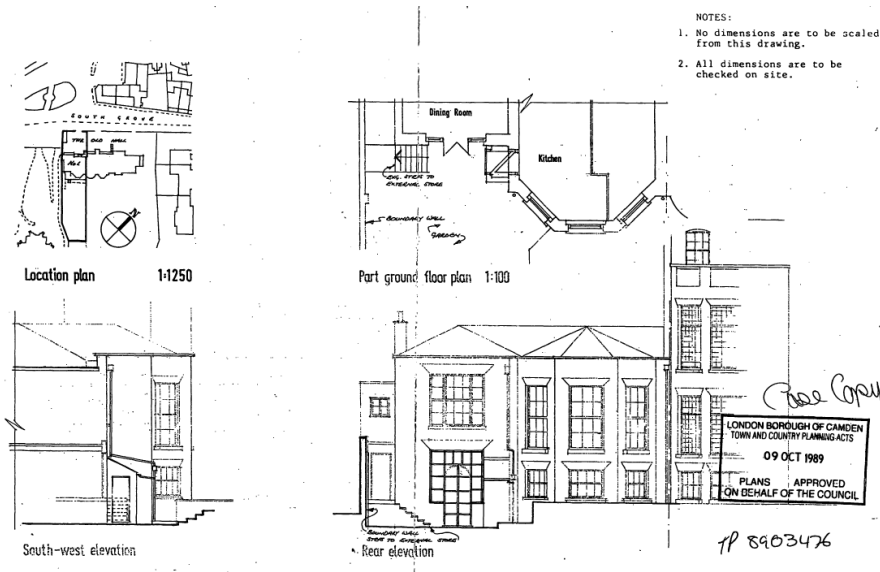 NOTES:
1. No dimensions are to be scaled
from this drawing.
2. All dimensions are to be
checked on site.
SOUTH GROVE
THE OLD HALL
No 2
N
Location plan 1:1250
Dining Room
Kitchen
EXG. STEPS TO
EXTERNAL STORE
BOUNDARY WALL
GARDEN
Part ground floor plan 1:100
South-west elevation
BOUNDARY WALL
STEPS TO EXTERNAL STORE
Rear elevation
Case Copy
LONDON BOROUGH OF CAMDEN
TOWN AND COUNTRY PLANNING ACTS
09 OCT 1989
PLANS APPROVED
ON BEHALF OF THE COUNCIL
TP 8903476